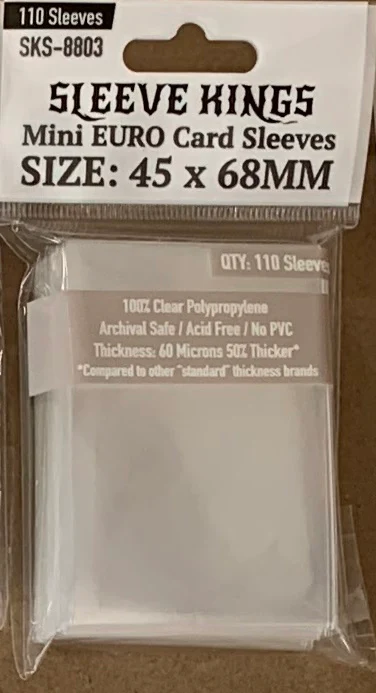 110 Sleeves
SKS-8803
SLEEVE KINGS
Mini EURO Card Sleeves
SIZE: 45 x 68MM
QTY: 110 Sleeve
100% Clear Polypropylene
Archival Safe / Acid Free / No PVC
Thickness: 60 Microns 50% Thicker*
*Compared to other "standard" thickness brands